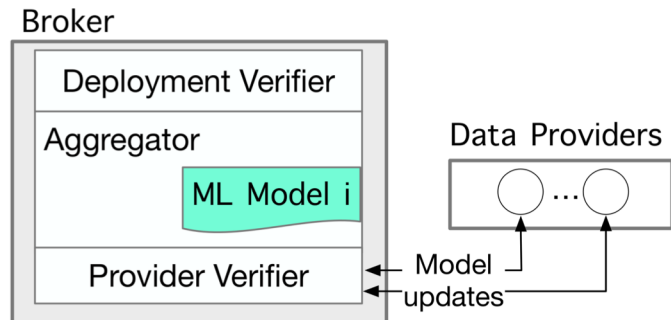 Broker
Deployment Verifier
Aggregator
ML Model i
Provider Verifier
Data Providers
...
Model
updates